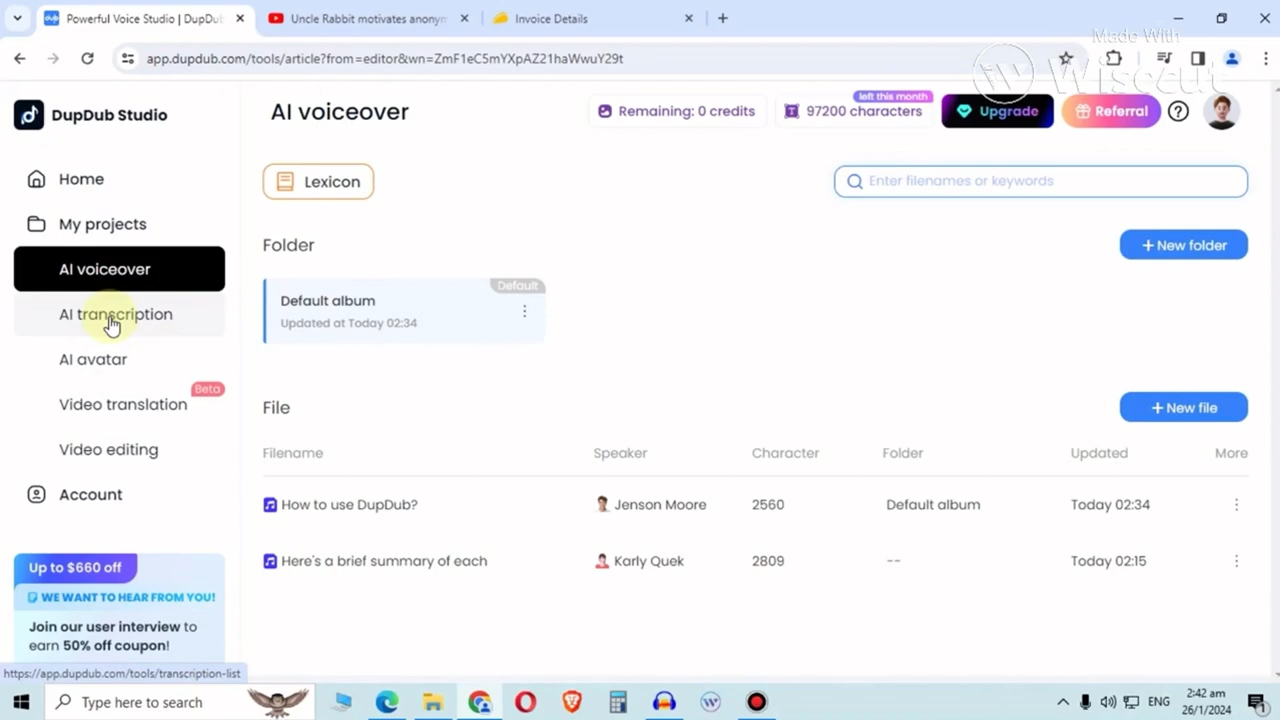 Powerful Voice Studio | DupDu
Uncle Rabbit motivates anonym
Invoice Details
app.dupdub.com/tools/article?from=editor&wn=ZmF1eC5mYXpAZ21haWwuY29t
Made With
Wisecut
DupDub Studio
AI voiceover
Remaining: 0 credits
left this month
97200 characters
Upgrade
Referral
Home
Lexicon
Enter filenames or keywords
My projects
Folder
New folder
AI voiceover
Default album
Default
Updated at Today 02:34
AI transcription
AI avatar
Beta
Video translation
File
New file
Video editing
Filename
Speaker
Character
Folder
Updated
More
Account
How to use DupDub?
Jenson Moore
2560
Default album
Today 02:34
Here's a brief summary of each
Karly Quek
2809
--
Today 02:15
Up to $660 off
WE WANT TO HEAR FROM YOU!
Join our user interview to
earn 50% off coupon!
https://app.dupdub.com/tools/transcription-list
Type here to search
ENG
2:42 am
26/1/2024
1